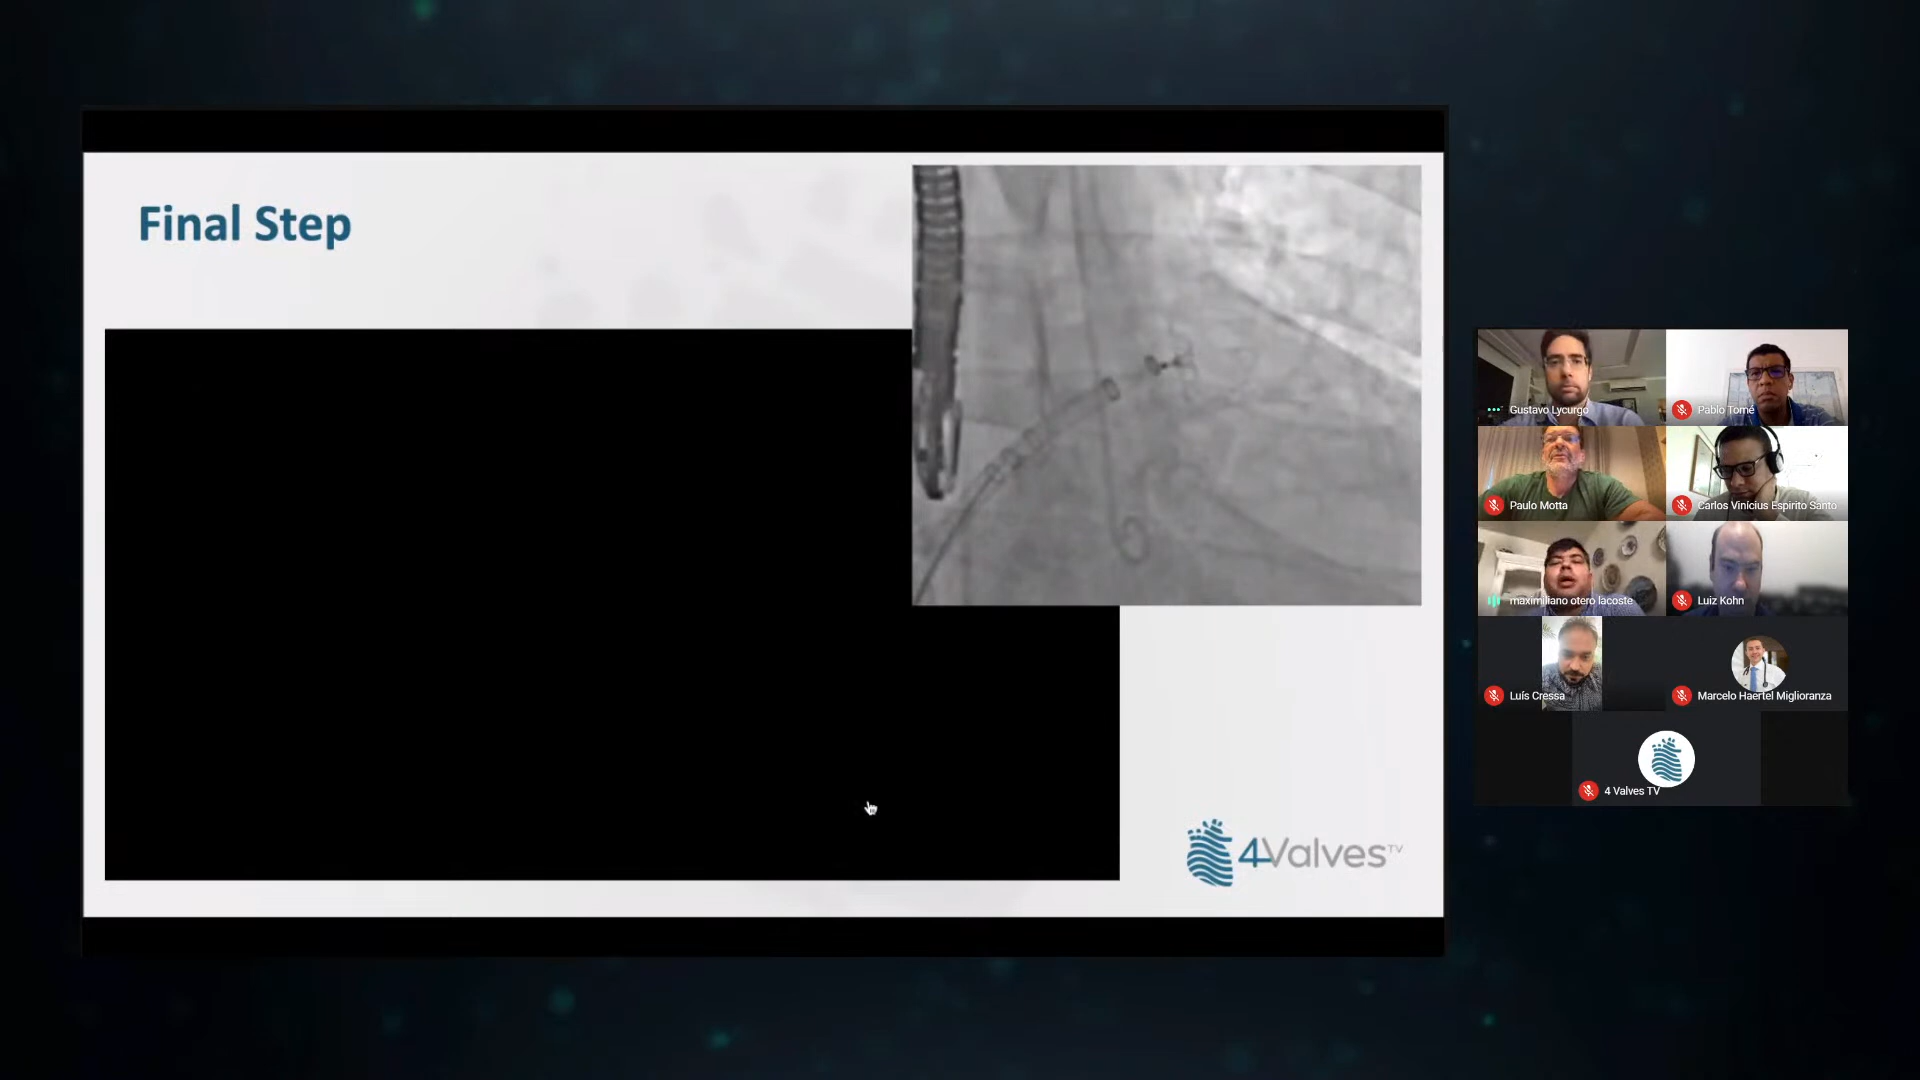 Final Step
4Valves TV
Gustavo Lycurgo
Pablo Tomé
Paulo Motta
Carlos Vinícius Espirito Santo
maximiliano otero lacoste
Luiz Kohn
Luís Cressa
Marcelo Haertel Miglioranza
4 Valves TV